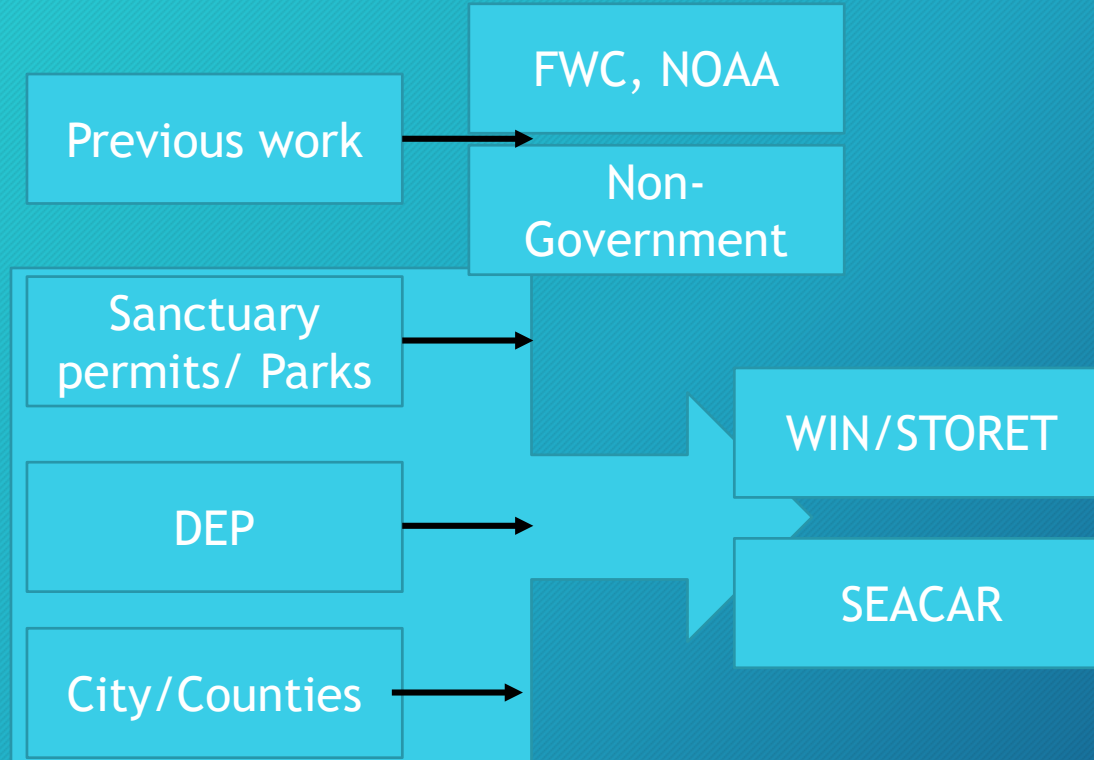 FWC, NOAA
Previous work
Non-
Government
Sanctuary
permits/ Parks
WIN/STORET
DEP
SEACAR
City/Counties